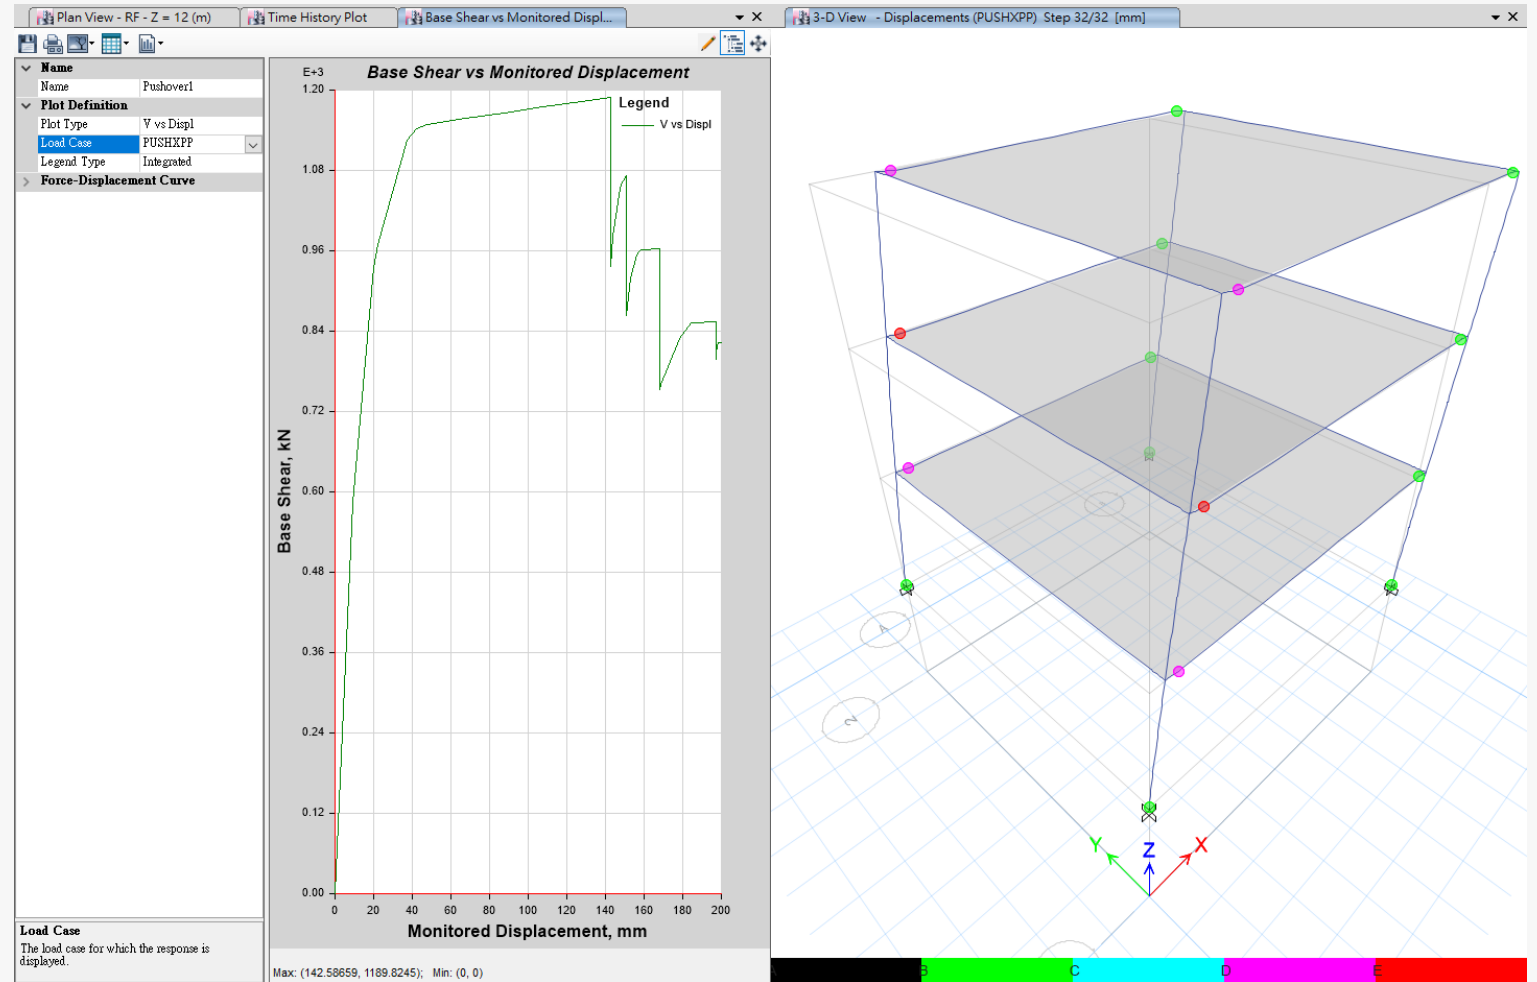 Plan View - RF - Z = 12 (m)
Time History Plot
Base Shear vs Monitored Displ...
3-D View - Displacements (PUSHXPP) Step 32/32 [mm]
Name
Name Pushover1
Plot Definition
Plot Type V vs Displ
Load Case PUSHXPP
Legend Type Integrated
Force-Displacement Curve
E+3
Base Shear vs Monitored Displacement
Legend
V vs Displ
1.20
1.08
0.96
0.84
0.72
0.60
0.48
0.36
0.24
0.12
0.00
Base Shear, kN
0 20 40 60 80 100 120 140 160 180 200
Monitored Displacement, mm
Max: (142.58659, 1189.8245); Min: (0, 0)
Load Case
The load case for which the response is
displayed.
1
A
2
Y
Z
X
A B C D E